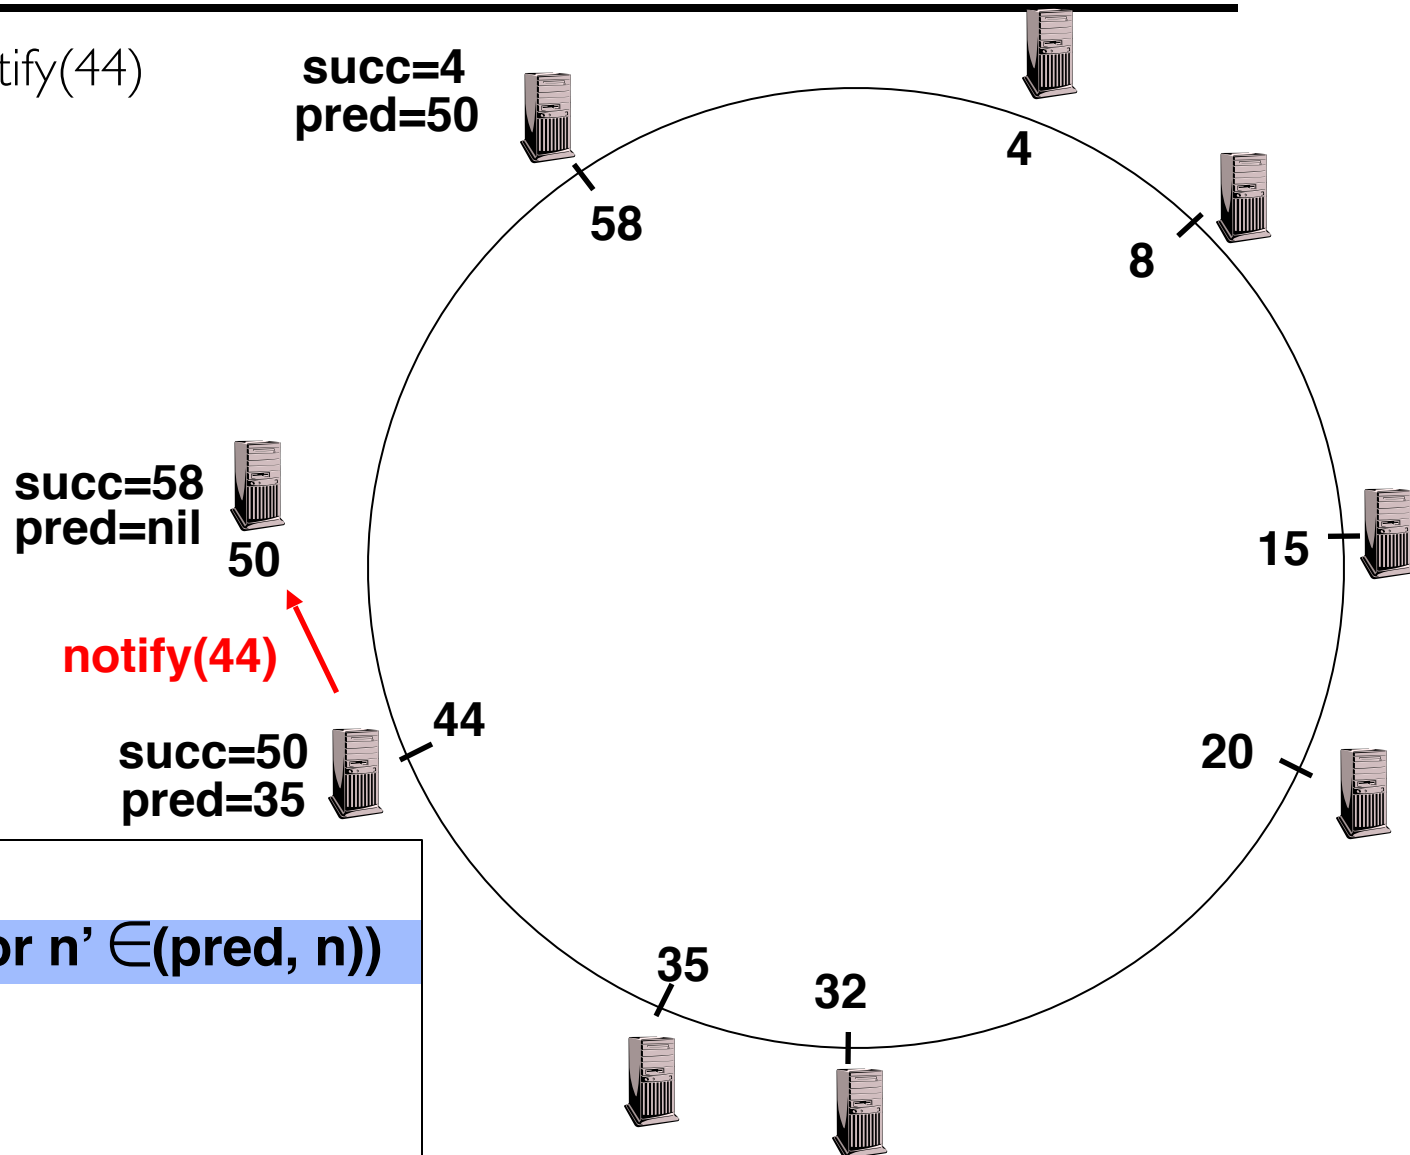 tify(44)
succ=4
pred=50
4
58
8
succ=58
pred=nil
50
15
notify(44)
44
succ=50
pred=35
20
or n’ ∈(pred, n))
35
32